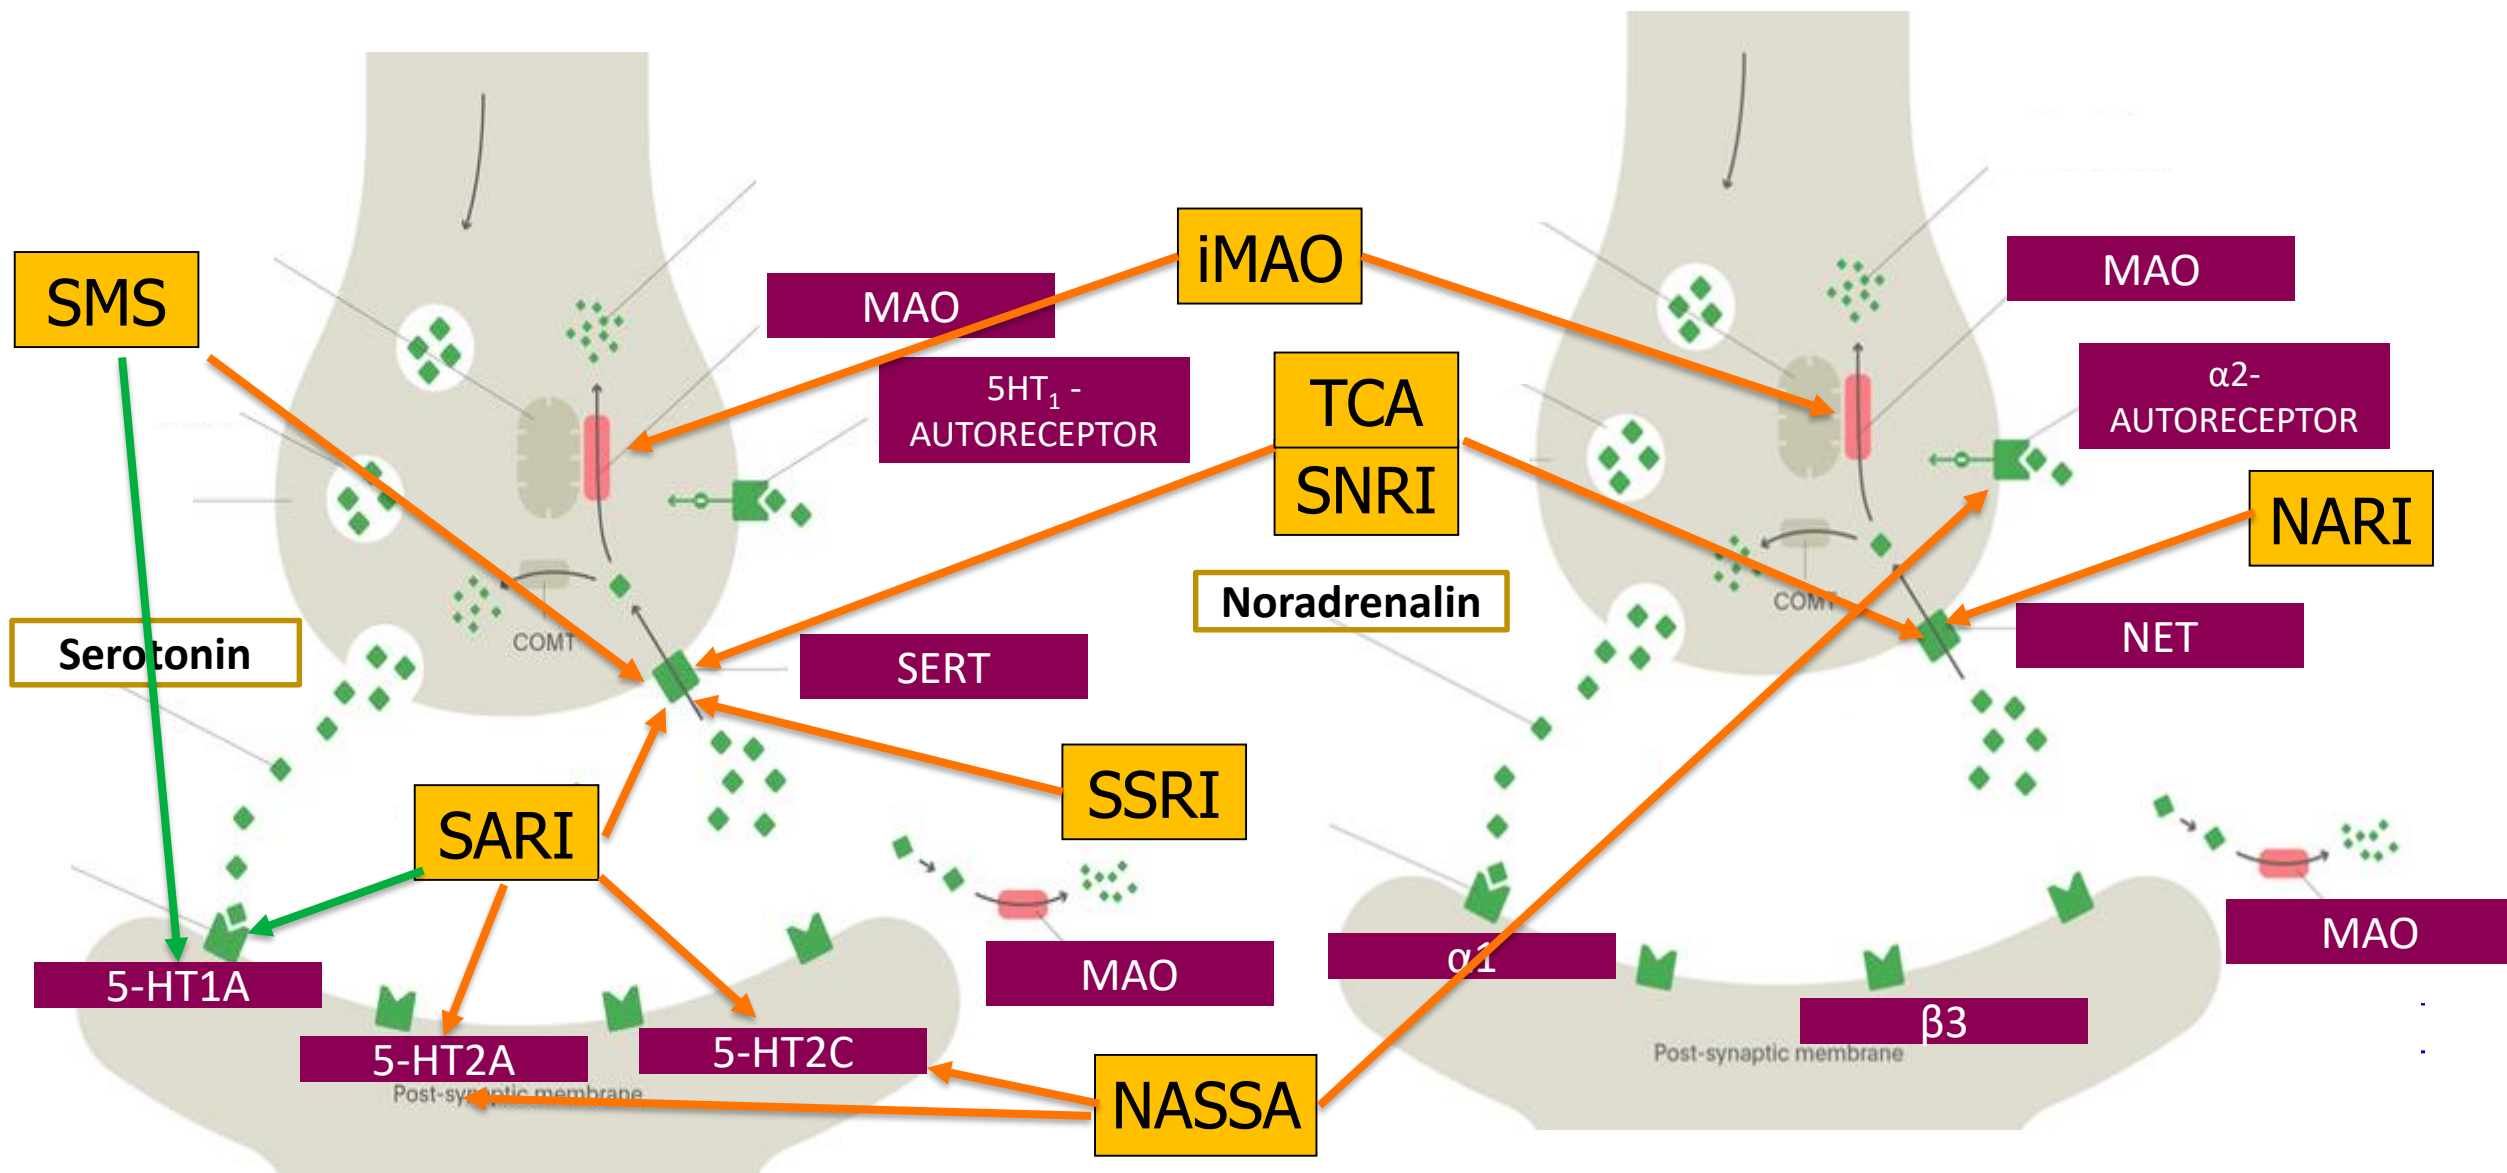 iMAO
SMS
MAO
MAO
5HT₁ -
AUTORECEPTOR
TCA
SNRI
α2-
AUTORECEPTOR
NARI
Noradrenalin
COMT
COMT
Serotonin
SERT
NET
SSRI
SARI
MAO
α1
MAO
5-HT1A
5-HT2A
5-HT2C
β3
Post-synaptic membrane
Post-synaptic membrane
NASSA